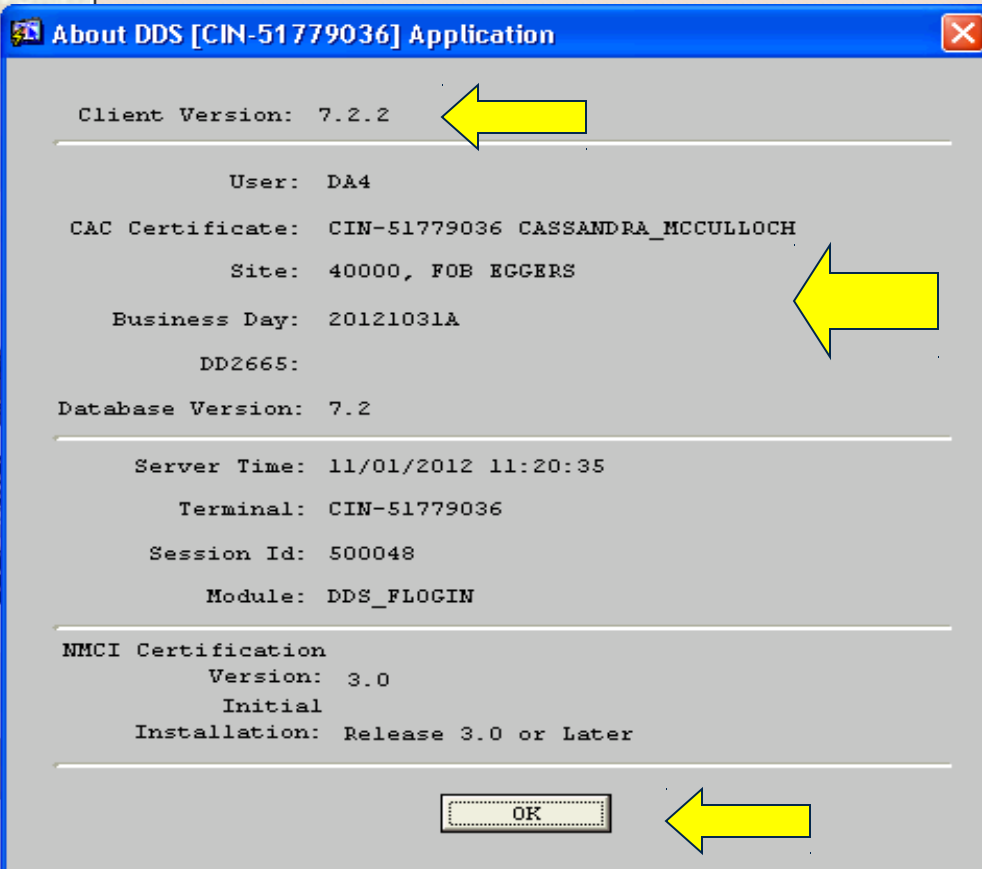 About DDS [CIN-51779036] Application
Client Version: 7.2.2
User: DA4
CAC Certificate: CIN-51779036 CASSANDRA_MCCULLOCH
Site: 40000, FOB EGGERS
Business Day: 20121031A
DD2665:
Database Version: 7.2
Server Time: 11/01/2012 11:20:35
Terminal: CIN-51779036
Session Id: 500048
Module: DDS_FLOGIN
NMCI Certification
Version: 3.0
Initial
Installation: Release 3.0 or Later
OK